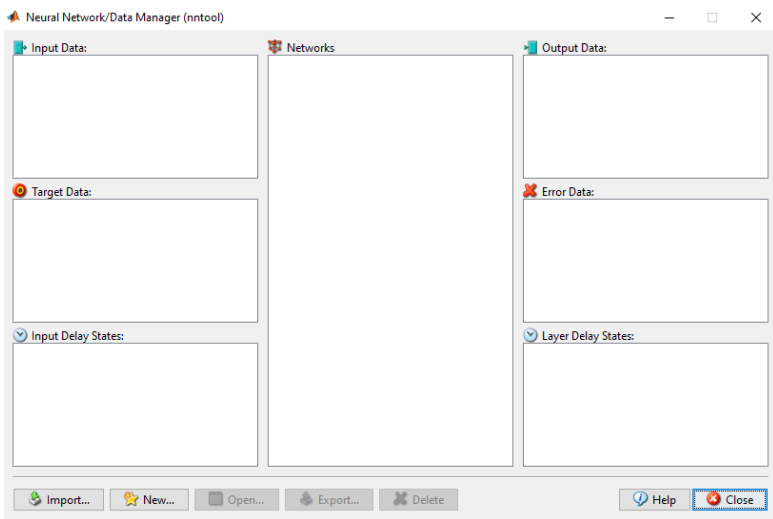 Neural Network/Data Manager (nntool)
Input Data:
Networks
Output Data:
Target Data:
Error Data:
Input Delay States:
Layer Delay States:
Import...
New...
Open...
Export...
Delete
Help
Close